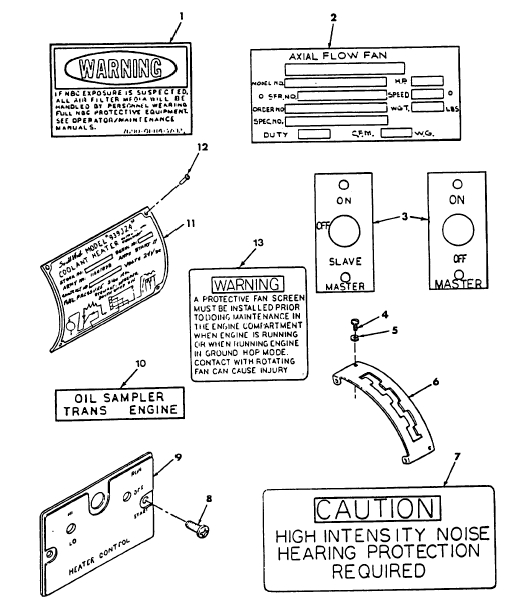 1
WARNING
IF NBC EXPOSURE IS SUSPECTED,
ALL AIR FILTER MEDIA WILL BE
HANDLED BY PERSONNEL WEARING
FULL NBC PROTECTIVE EQUIPMENT.
SEE OPERATOR/MAINTENANCE
MANUALS.
2
AXIAL FLOW FAN
MODEL NO. H.P.
SER. NO. SPEED
ORDER NO. WGT. LBS
SPEC. NO.
DUTY C.F.M. W.G.
12
11
MODEL
COOLANT HEATER
VOLTS 24V DC
3
ON
OFF
SLAVE
MASTER
ON
OFF
MASTER
13
WARNING
A PROTECTIVE FAN SCREEN
MUST BE INSTALLED PRIOR
TO DOING MAINTENANCE IN
THE ENGINE COMPARTMENT
WHEN ENGINE IS RUNNING
OR WHEN RUNNING ENGINE
IN GROUND HOP MODE.
CONTACT WITH ROTATING
FAN CAN CAUSE INJURY
4
5
6
10
OIL SAMPLER
TRANS ENGINE
9
RUN
HI
OFF
START
LO
HEATER CONTROL
8
7
CAUTION
HIGH INTENSITY NOISE
HEARING PROTECTION
REQUIRED